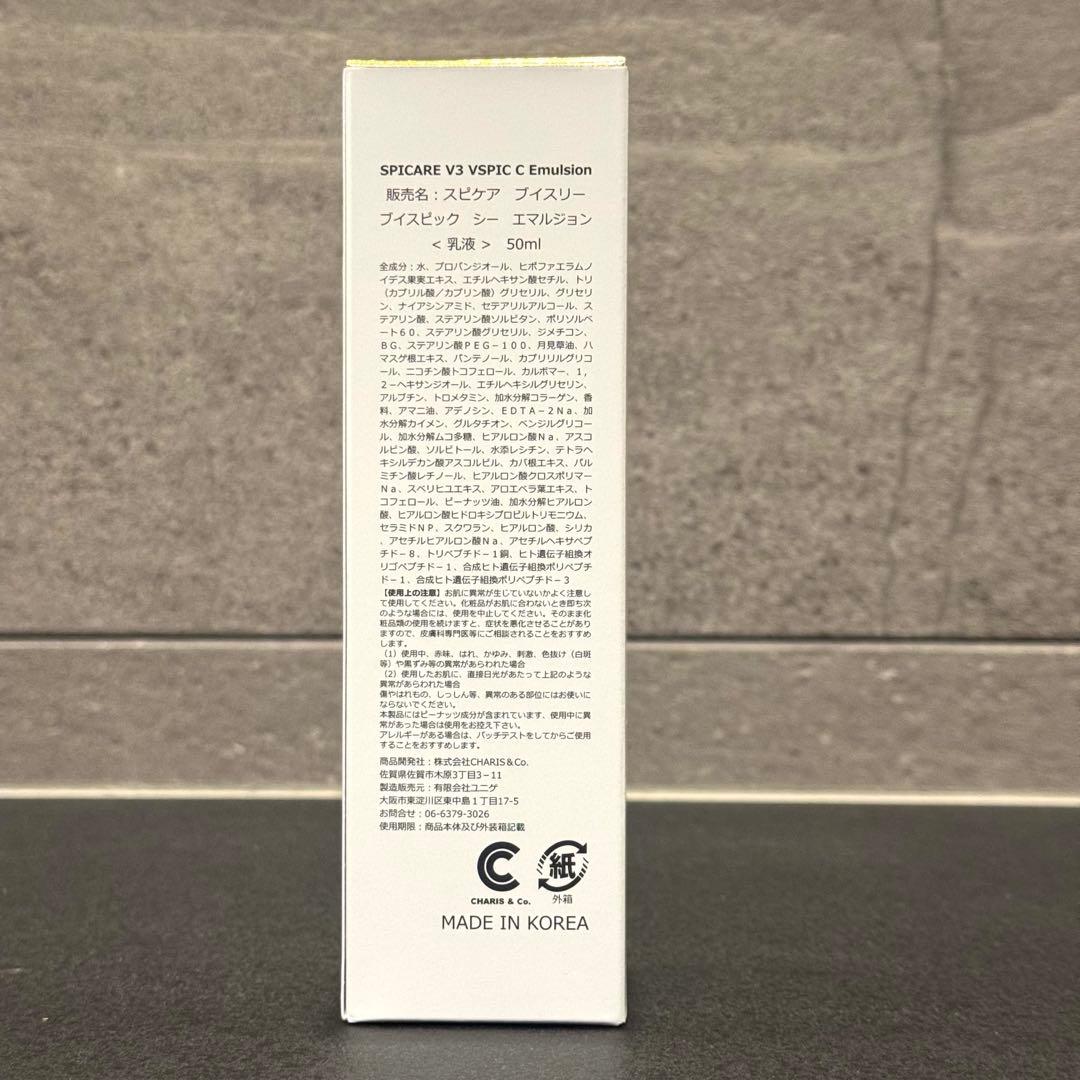 SPICARE V3 VSPIC C Emulsion
販売名：スピケア　ブイスリー
ブイスピック　シー　エマルジョン
＜乳液＞　50ml
全成分：水、プロパンジオール、ヒポファエラムノ
イデス果実エキス、エチルヘキサン酸セチル、トリ
（カプリル酸／カプリン酸）グリセリル、グリセリ
ン、ナイアシンアミド、セテアリルアルコール、ス
テアリン酸、ステアリン酸ソルビタン、ポリソルベ
ート６０、ステアリン酸グリセリル、ジメチコン、
ＢＧ、ステアリン酸ＰＥＧ－１００、月見草油、ハ
マスゲ根エキス、パンテノール、カプリリルグリコ
ール、ニコチン酸トコフェロール、カルボマー、１，
２－ヘキサンジオール、エチルヘキシルグリセリン、
アルブチン、トロメタミン、加水分解コラーゲン、香
料、アマニ油、アデノシン、ＥＤＴＡ－２Ｎａ、加
水分解カイメン、グルタチオン、ベンジルグリコー
ル、加水分解ムコ多糖、ヒアルロン酸Ｎａ、アスコ
ルビン酸、ソルビトール、水添レシチン、テトラヘ
キシルデカン酸アスコルビル、カバ根エキス、パル
ミチン酸レチノール、ヒアルロン酸クロスポリマー
Ｎａ、スベリヒユエキス、アロエベラ葉エキス、ト
コフェロール、ピーナッツ油、加水分解ヒアルロン
酸、ヒアルロン酸ヒドロキシプロピルトリモニウム、
セラミドＮＰ、スクワラン、ヒアルロン酸、シリカ
、アセチルヒアルロン酸Ｎａ、アセチルヘキサペプ
チド－８、トリペプチド－１銅、ヒト遺伝子組換オ
リゴペプチド－１、合成ヒト遺伝子組換ポリペプチ
ド－１、合成ヒト遺伝子組換ポリペプチド－３
【使用上の注意】お肌に異常が生じていないかよく注意し
て使用してください。化粧品がお肌に合わないとき即ち次
のような場合には、使用を中止してください。そのまま化
粧品類の使用を続けますと、症状を悪化させることがあり
ますので、皮膚科専門医等にご相談されることをおすすめ
します。
（1）使用中、赤味、はれ、かゆみ、刺激、色抜け（白斑
等）や黒ずみ等の異常があらわれた場合
（2）使用したお肌に、直接日光があたって上記のような
異常があらわれた場合
傷やはれもの、しっしん等、異常のある部位にはお使いに
ならないでください。
本製品にはピーナッツ成分が含まれています、使用中に異
常があった場合は使用をお控え下さい。
アレルギーがある場合は、パッチテストをしてからご使用
することをおすすめします。
商品開発社：株式会社CHARIS＆Co.
佐賀県佐賀市木原3丁目3－11
製造販売元：有限会社ユニゲ
大阪市東淀川区東中島１丁目17-5
お問合せ：06-6379-3026
使用期限：商品本体及び外装箱記載
CHARIS & Co.
紙
外箱
MADE IN KOREA